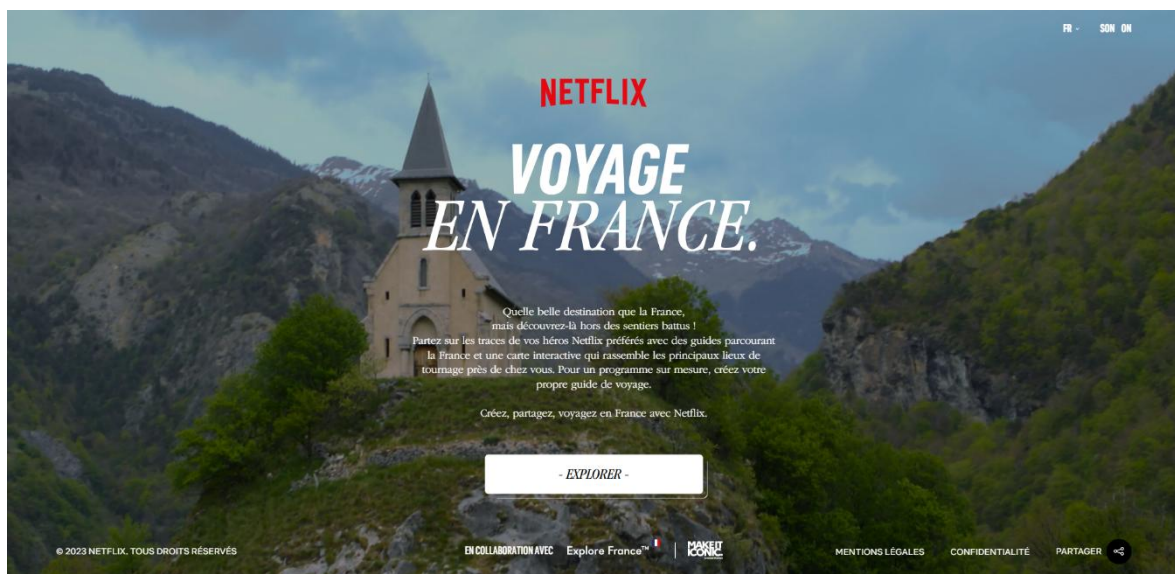 FR
SON ON
NETFLIX
VOYAGE
EN FRANCE.
Quelle belle destination que la France,
mais découvrez-là hors des sentiers battus !
Partez sur les traces de vos héros Netflix préférés avec des guides parcourant
la France et une carte interactive qui rassemble les principaux lieux de
tournage près de chez vous. Pour un programme sur mesure, créez votre
propre guide de voyage.
Créez, partagez, voyagez en France avec Netflix.
- EXPLORER -
© 2023 NETFLIX. TOUS DROITS RÉSERVÉS
EN COLLABORATION AVEC Explore France™ | MAKE IT
ICONIC
MENTIONS LÉGALES CONFIDENTIALITÉ PARTAGER